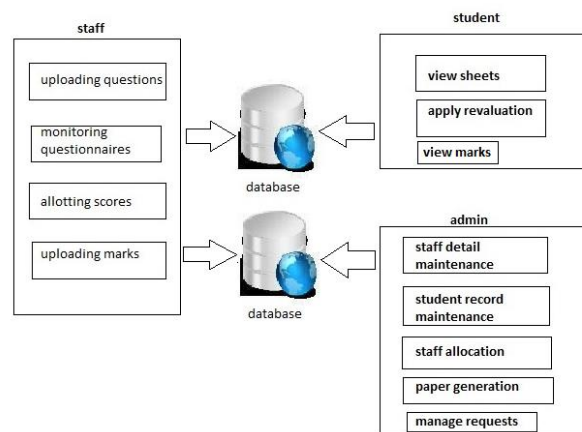 staff
uploading questions
monitoring
questionnaires
allotting scores
uploading marks
database
database
student
view sheets
apply revaluation
view marks
admin
staff detail
maintenance
student record
maintenance
staff allocation
paper generation
manage requests